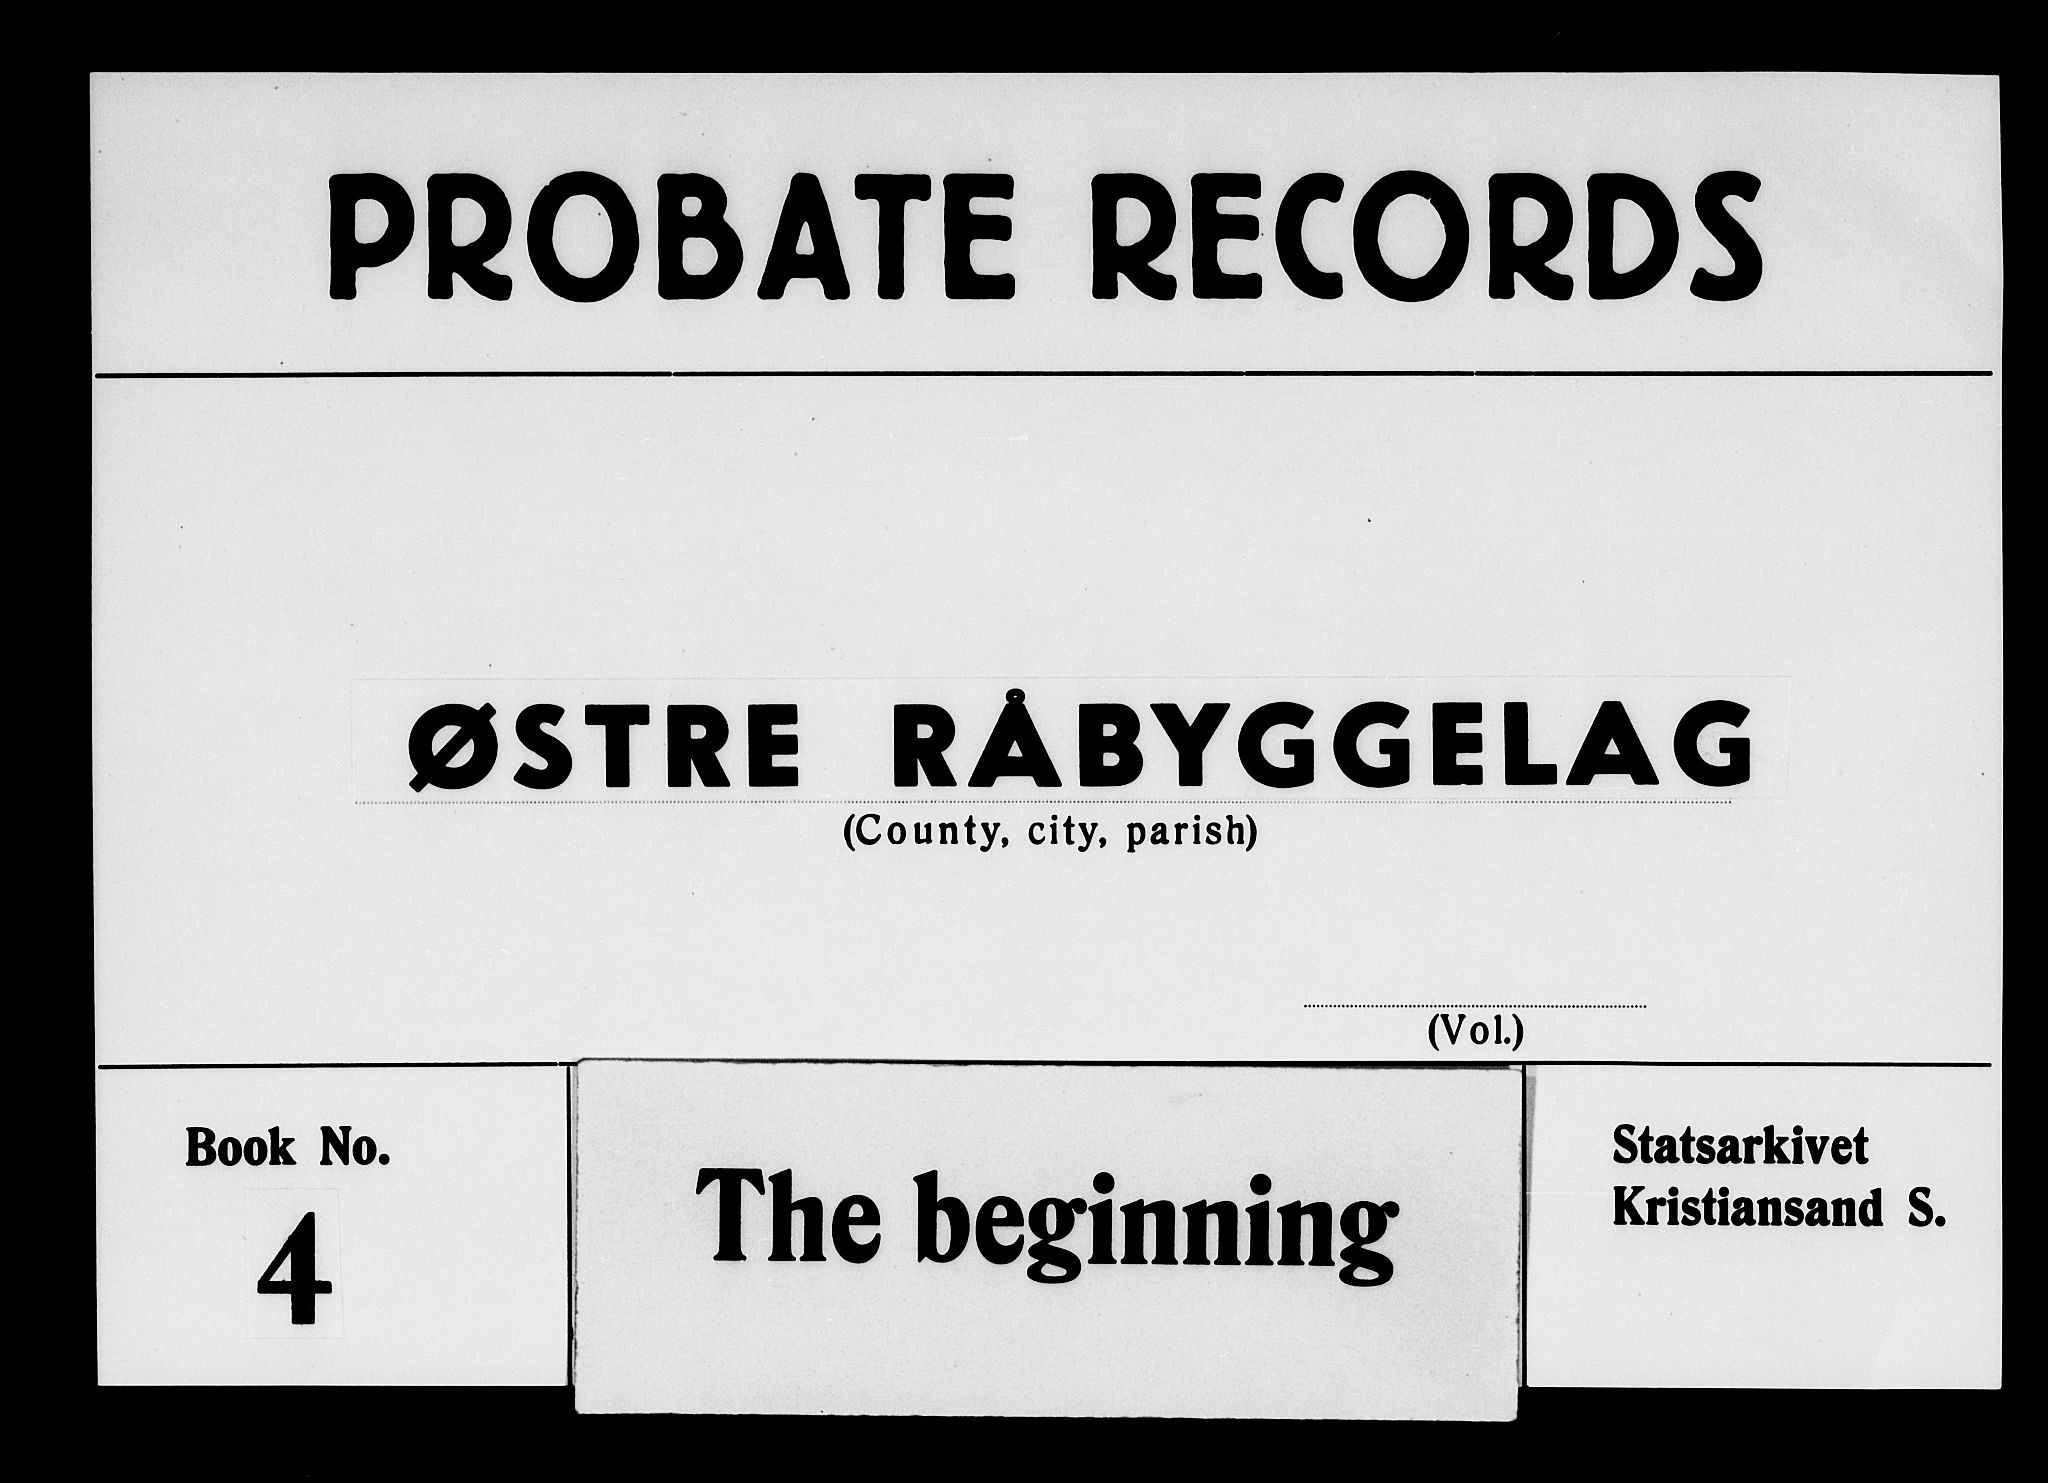 PROBATE RECORDS
ØSTRE RÅBYGGELAG
(County, city, parish)
(Vol.)
Book No.
4
The beginning
Statsarkivet
Kristiansand S.